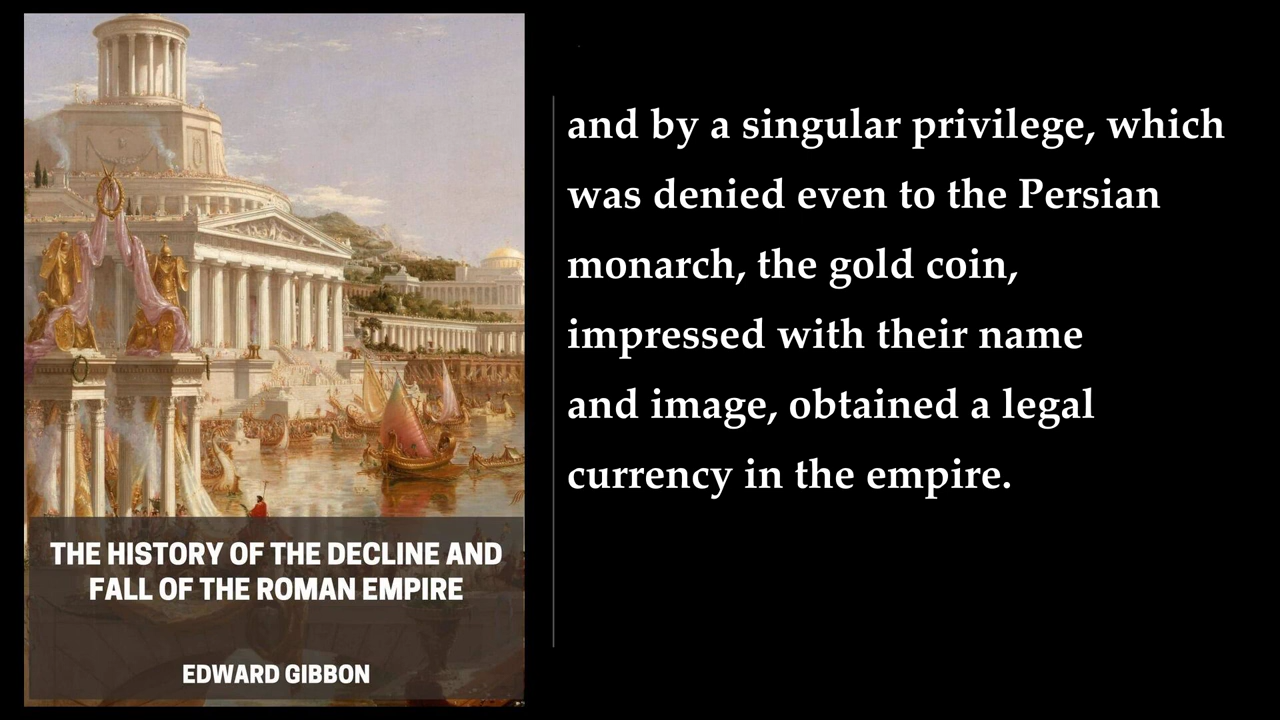 THE HISTORY OF THE DECLINE AND
FALL OF THE ROMAN EMPIRE
EDWARD GIBBON
and by a singular privilege, which
was denied even to the Persian
monarch, the gold coin,
impressed with their name
and image, obtained a legal
currency in the empire.